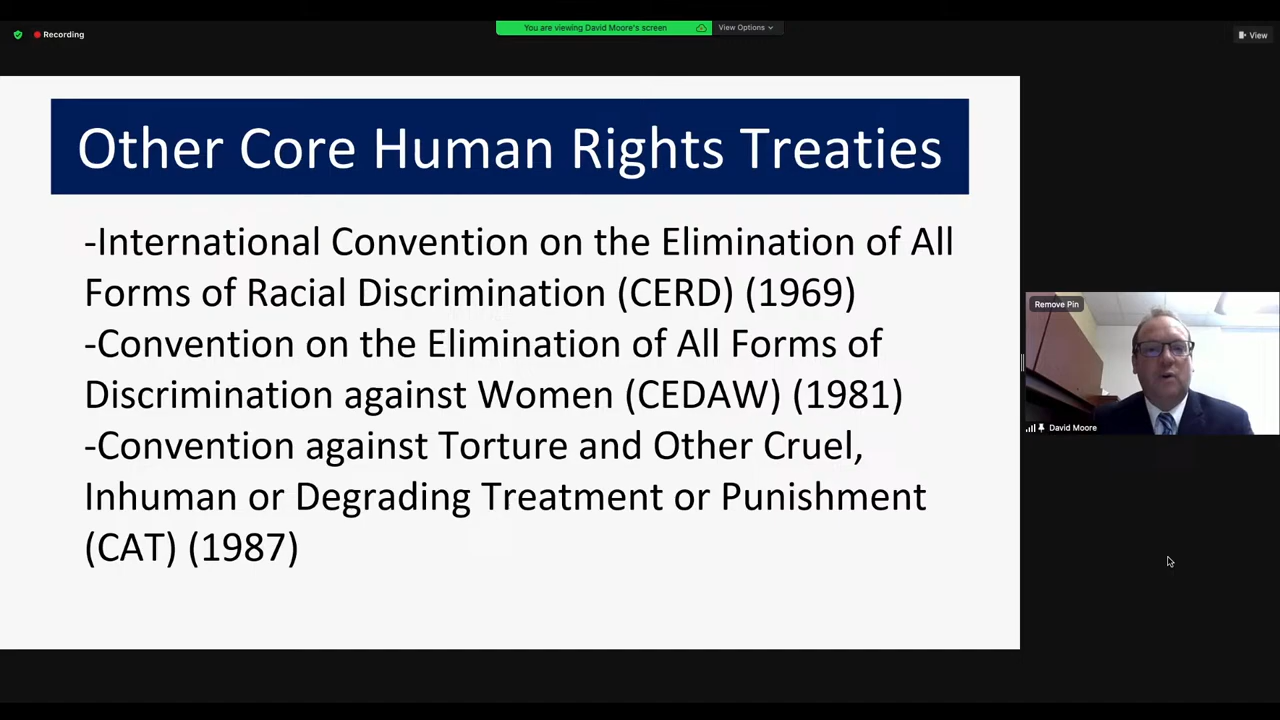 You are viewing David Moore's screen
View Options
Recording
View
Other Core Human Rights Treaties
-International Convention on the Elimination of All
Forms of Racial Discrimination (CERD) (1969)
-Convention on the Elimination of All Forms of
Discrimination against Women (CEDAW) (1981)
-Convention against Torture and Other Cruel,
Inhuman or Degrading Treatment or Punishment
(CAT) (1987)
Remove Pin
David Moore